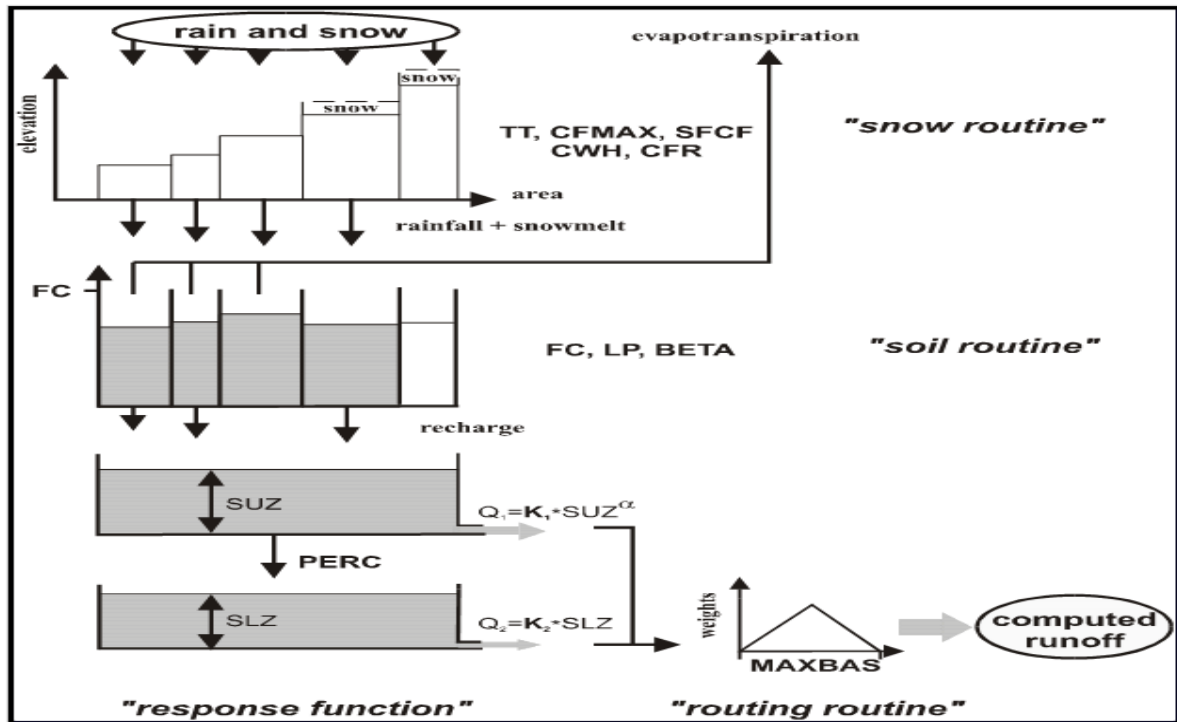 rain and snow
evapotranspiration
snow
snow
elevation
TT, CFMAX, SFCF
CWH, CFR
"snow routine"
area
rainfall + snowmelt
FC
FC, LP, BETA
"soil routine"
recharge
SUZ
Q₁=K₁*SUZ^α
PERC
SLZ
Q₂=K₂*SLZ
weights
MAXBAS
computed
runoff
"response function"
"routing routine"